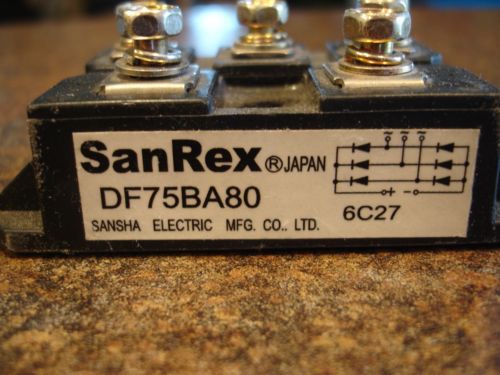 SanRex ® JAPAN
DF75BA80
SANSHA ELECTRIC MFG. CO., LTD.
~ ~ ~
+ -
6C27